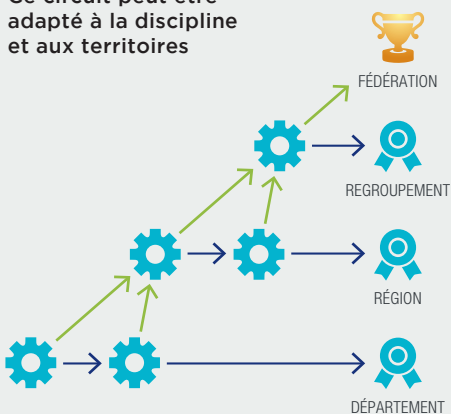 Ce circuit peut être
adapté à la discipline
et aux territoires
FÉDÉRATION
REGROUPEMENT
RÉGION
DÉPARTEMENT